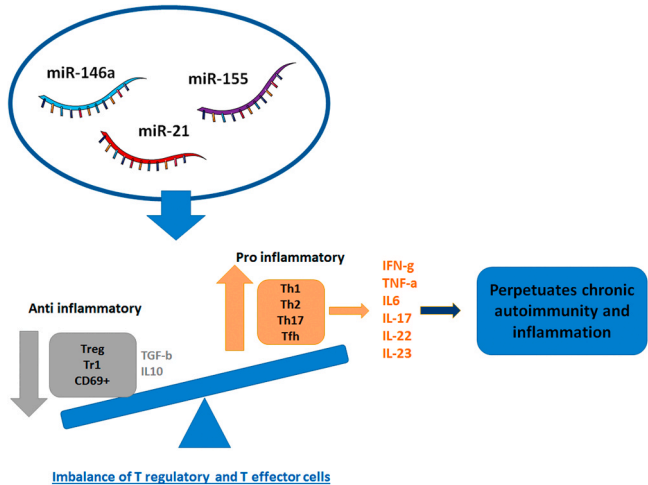 miR-146a
miR-155
miR-21
Pro inflammatory
Th1
Th2
Th17
Tfh
IFN-g
TNF-a
IL6
IL-17
IL-22
IL-23
Perpetuates chronic
autoimmunity and
inflammation
Anti inflammatory
Treg
Tr1
CD69+
TGF-b
IL10
Imbalance of T regulatory and T effector cells